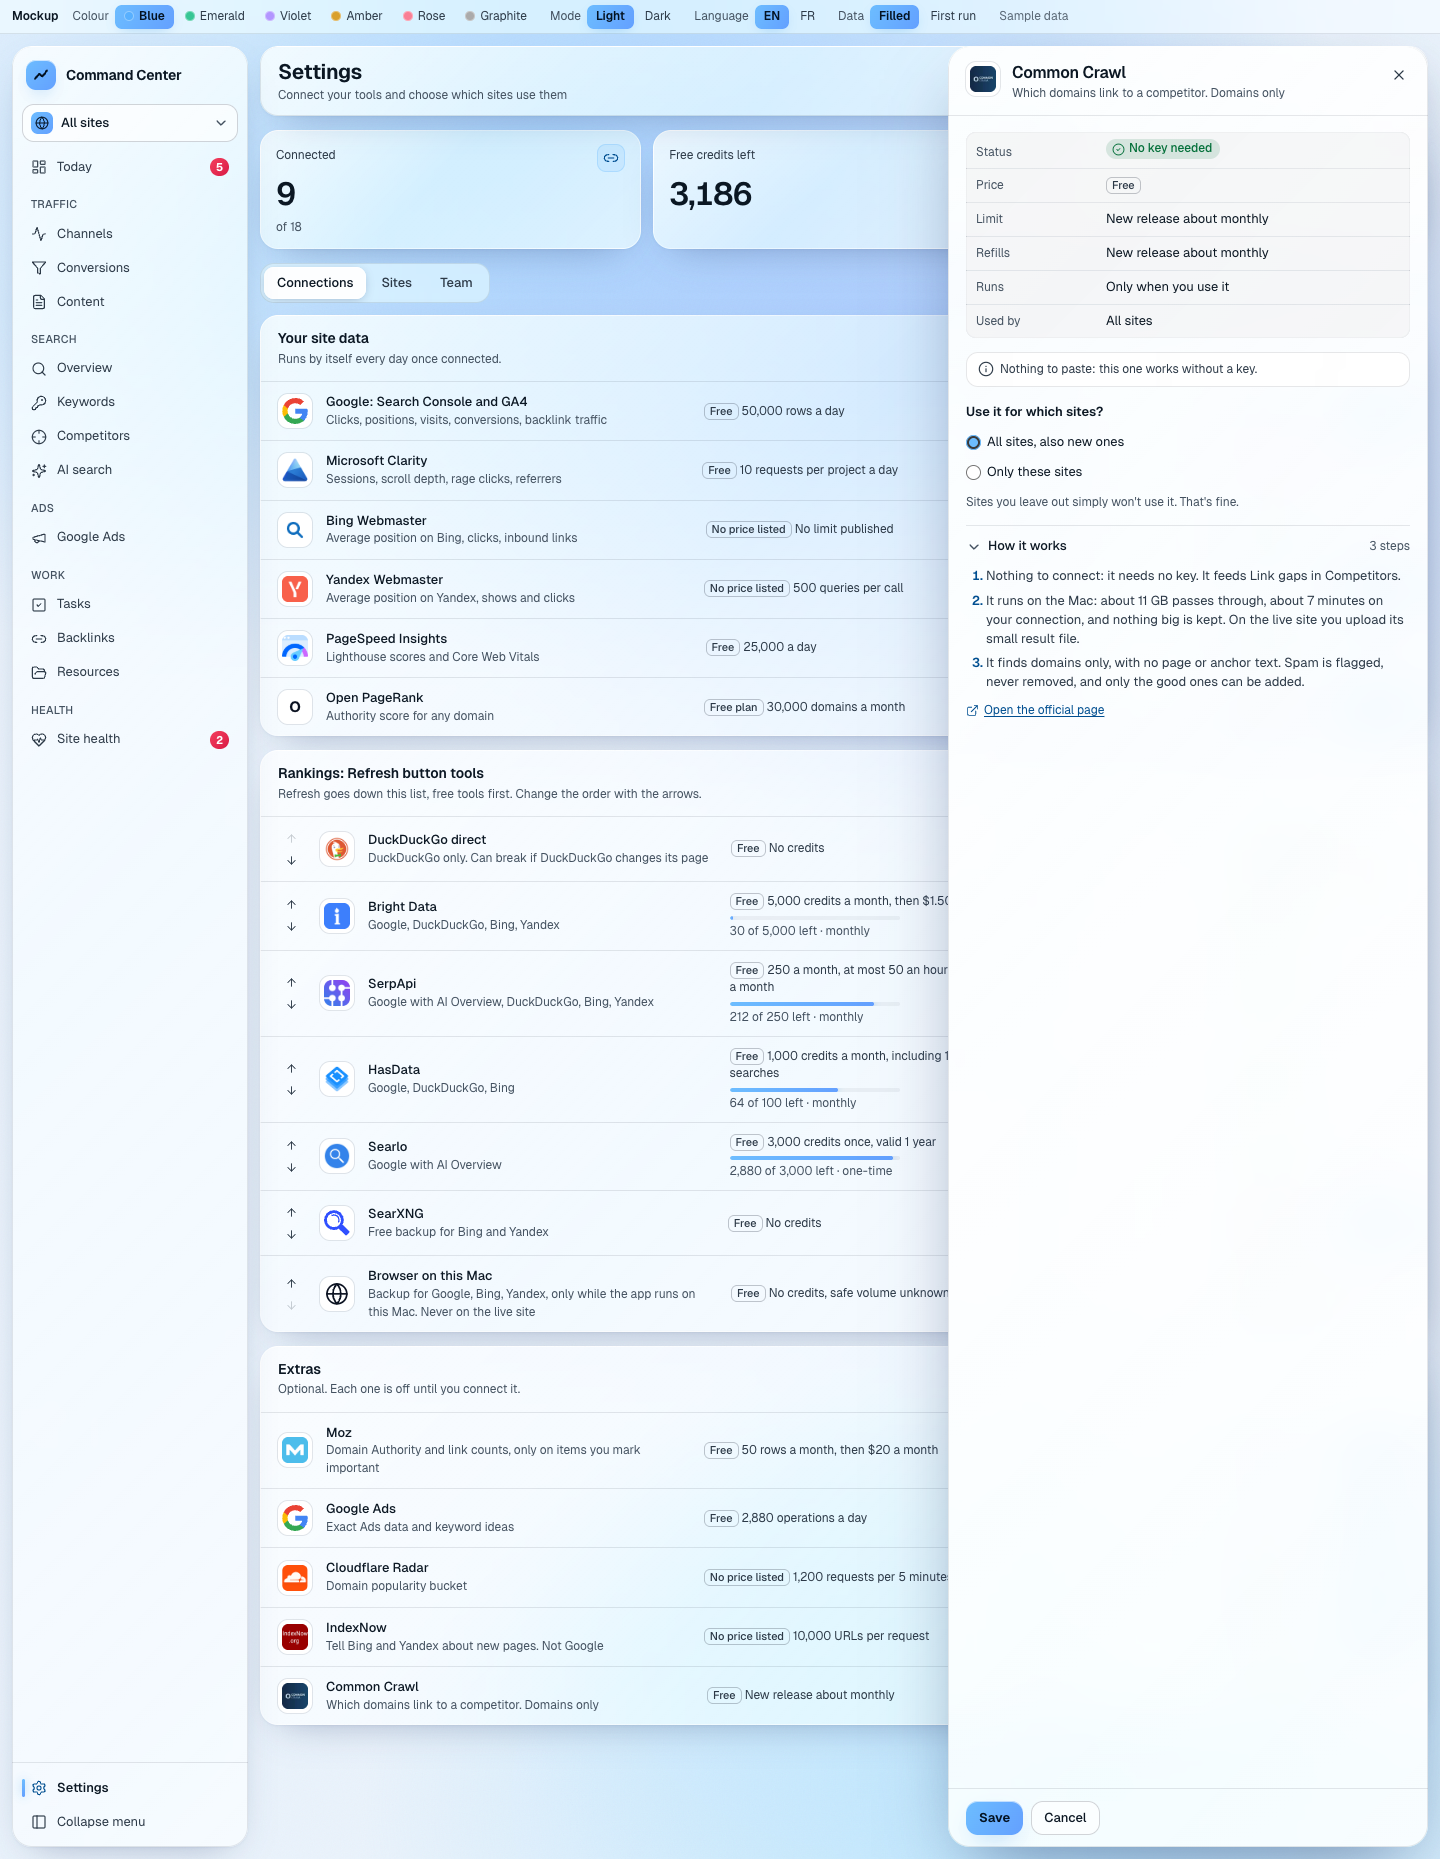 Mockup Colour Blue Emerald Violet Amber Rose Graphite Mode Light Dark Language EN FR Data Filled First run Sample data
Command Center
All sites
Today 5
TRAFFIC
Channels
Conversions
Content
SEARCH
Overview
Keywords
Competitors
AI search
ADS
Google Ads
WORK
Tasks
Backlinks
Resources
HEALTH
Site health 2
Settings
Collapse menu
Settings
Connect your tools and choose which sites use them
Connected
9
of 18
Free credits left
3,186
Connections Sites Team
Your site data
Runs by itself every day once connected.
Google: Search Console and GA4
Clicks, positions, visits, conversions, backlink traffic
Free 50,000 rows a day
Microsoft Clarity
Sessions, scroll depth, rage clicks, referrers
Free 10 requests per project a day
Bing Webmaster
Average position on Bing, clicks, inbound links
No price listed No limit published
Yandex Webmaster
Average position on Yandex, shows and clicks
No price listed 500 queries per call
PageSpeed Insights
Lighthouse scores and Core Web Vitals
Free 25,000 a day
Open PageRank
Authority score for any domain
Free plan 30,000 domains a month
Rankings: Refresh button tools
Refresh goes down this list, free tools first. Change the order with the arrows.
DuckDuckGo direct
DuckDuckGo only. Can break if DuckDuckGo changes its page
Free No credits
Bright Data
Google, DuckDuckGo, Bing, Yandex
Free 5,000 credits a month, then $1.50
30 of 5,000 left · monthly
SerpApi
Google with AI Overview, DuckDuckGo, Bing, Yandex
Free 250 a month, at most 50 an hour
a month
212 of 250 left · monthly
HasData
Google, DuckDuckGo, Bing
Free 1,000 credits a month, including 1
searches
64 of 100 left · monthly
Searlo
Google with AI Overview
Free 3,000 credits once, valid 1 year
2,880 of 3,000 left · one-time
SearXNG
Free backup for Bing and Yandex
Free No credits
Browser on this Mac
Backup for Google, Bing, Yandex, only while the app runs on
this Mac. Never on the live site
Free No credits, safe volume unknown
Extras
Optional. Each one is off until you connect it.
Moz
Domain Authority and link counts, only on items you mark
important
Free 50 rows a month, then $20 a month
Google Ads
Exact Ads data and keyword ideas
Free 2,880 operations a day
Cloudflare Radar
Domain popularity bucket
No price listed 1,200 requests per 5 minutes
IndexNow
.org
IndexNow
Tell Bing and Yandex about new pages. Not Google
No price listed 10,000 URLs per request
Common Crawl
Which domains link to a competitor. Domains only
Free New release about monthly
Common Crawl
Which domains link to a competitor. Domains only
Status No key needed
Price Free
Limit New release about monthly
Refills New release about monthly
Runs Only when you use it
Used by All sites
Nothing to paste: this one works without a key.
Use it for which sites?
All sites, also new ones
Only these sites
Sites you leave out simply won't use it. That's fine.
How it works 3 steps
1. Nothing to connect: it needs no key. It feeds Link gaps in Competitors.
2. It runs on the Mac: about 11 GB passes through, about 7 minutes on
your connection, and nothing big is kept. On the live site you upload its
small result file.
3. It finds domains only, with no page or anchor text. Spam is flagged,
never removed, and only the good ones can be added.
Open the official page
Save Cancel